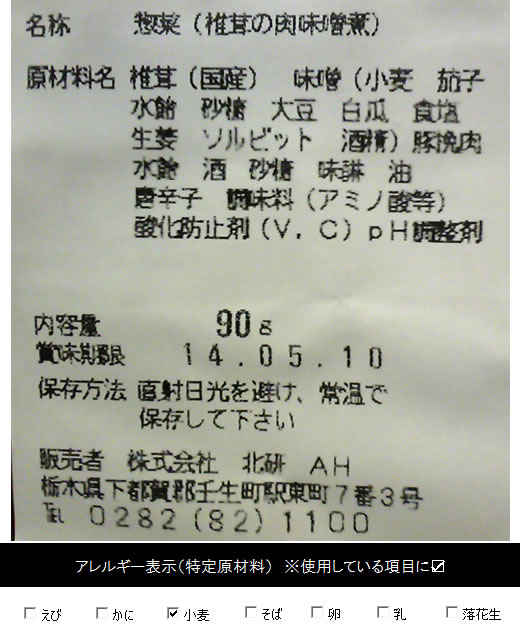 名称 惣菜(椎茸の肉味噌煮)
原材料名 椎茸(国産) 味噌(小麦 茄子
水飴 砂糖 大豆 白瓜 食塩
生姜 ソルビット 酒精)豚挽肉
水飴 酒 砂糖 味醂 油
唐辛子 調味料(アミノ酸等)
酸化防止剤(V.C)pH調整剤
内容量 90g
賞味期限 14.05.10
保存方法 直射日光を避け、常温で
保存して下さい
販売者 株式会社 北研 AH
栃木県下都賀郡壬生町駅東町7番3号
℡ 0282(82)1100
アレルギー表示(特定原材料) ※使用している項目に☑
☐えび ☐かに ☑小麦 ☐そば ☐卵 ☐乳 ☐落花生